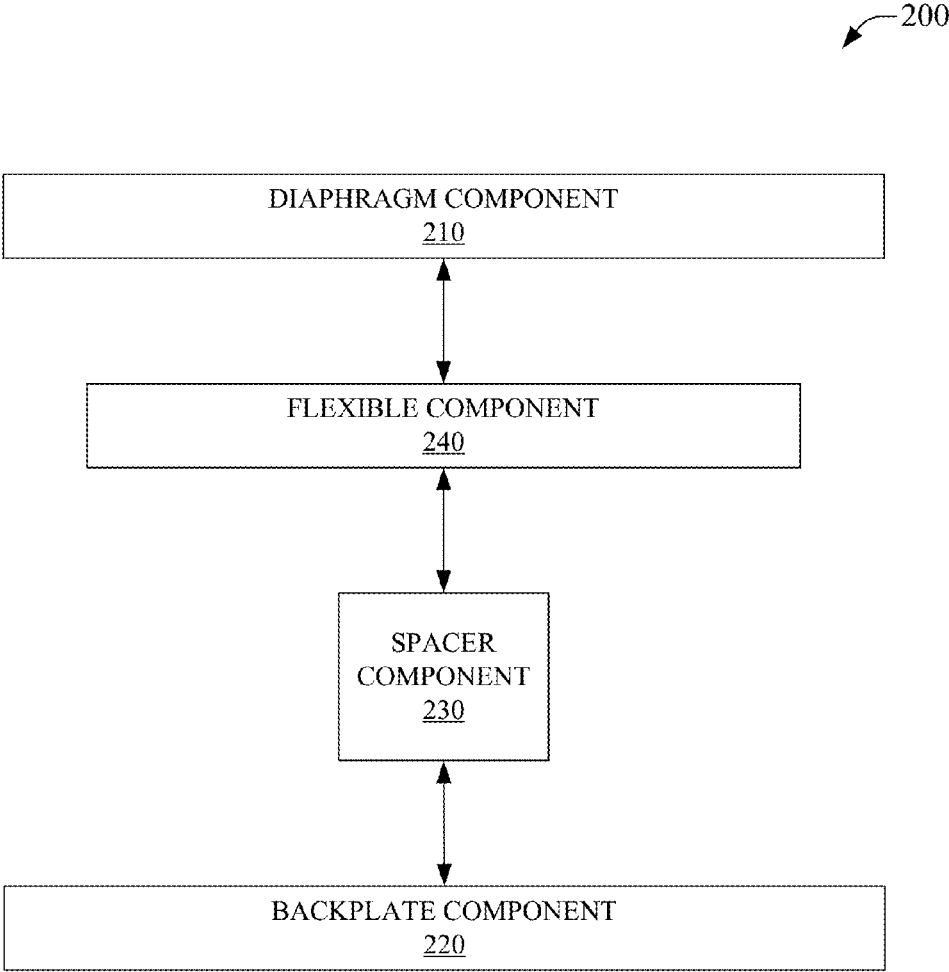 200
DIAPHRAGM COMPONENT
210
FLEXIBLE COMPONENT
240
SPACER
COMPONENT
230
BACKPLATE COMPONENT
220